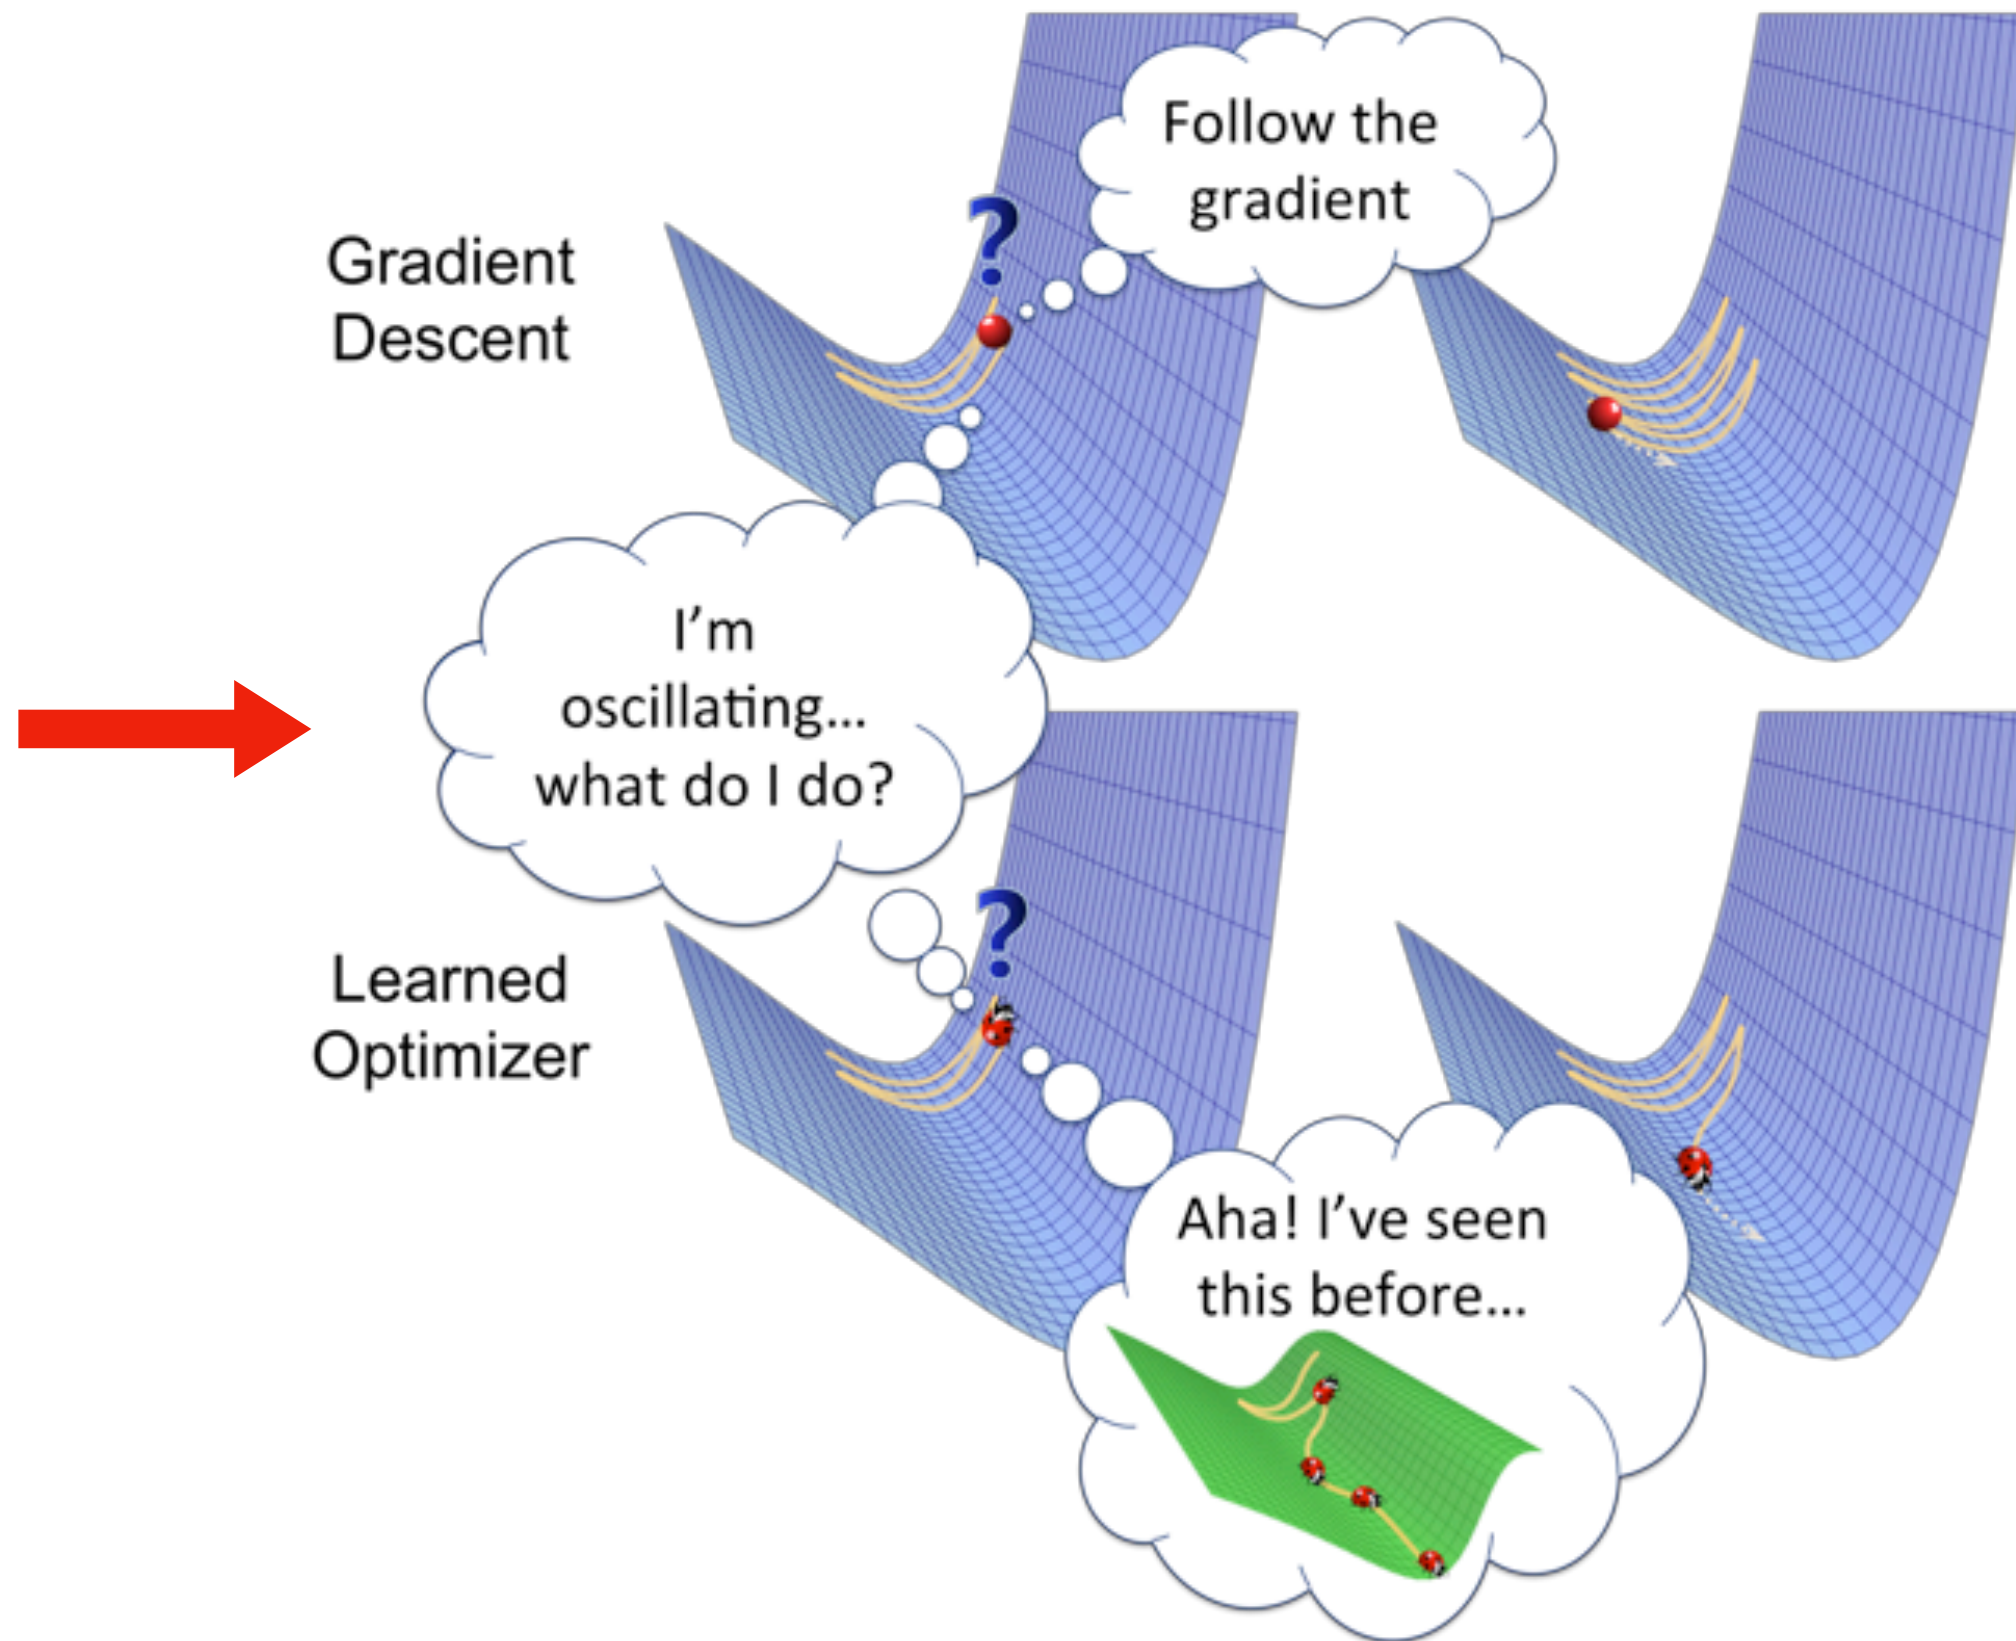 Follow the
gradient
?
Gradient
Descent
I’m
oscillating...
what do I do?
?
Learned
Optimizer
Aha! I’ve seen
this before...